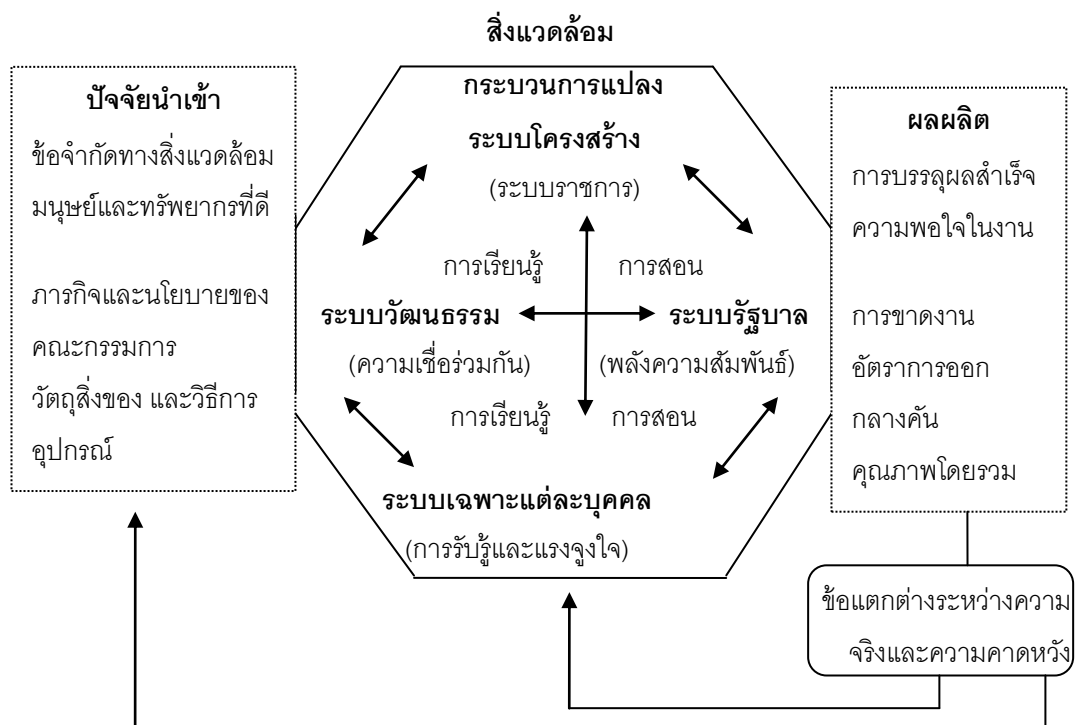 สิ่งแวดล้อม
ปัจจัยนำเข้า
ข้อจำกัดทางสิ่งแวดล้อม
มนุษย์และทรัพยากรที่ดี
ภารกิจและนโยบายของ
คณะกรรมการ
วัตถุสิ่งของ และวิธีการ
อุปกรณ์
กระบวนการแปลง
ระบบโครงสร้าง
(ระบบราชการ)
การเรียนรู้ การสอน
ระบบวัฒนธรรม ระบบรัฐบาล
(ความเชื่อร่วมกัน) (พลังความสัมพันธ์)
การเรียนรู้ การสอน
ระบบเฉพาะแต่ละบุคคล
(การรับรู้และแรงจูงใจ)
ผลผลิต
การบรรลุผลสำเร็จ
ความพอใจในงาน
การขาดงาน
อัตราการออก
กลางคัน
คุณภาพโดยรวม
ข้อแตกต่างระหว่างความ
จริงและความคาดหวัง